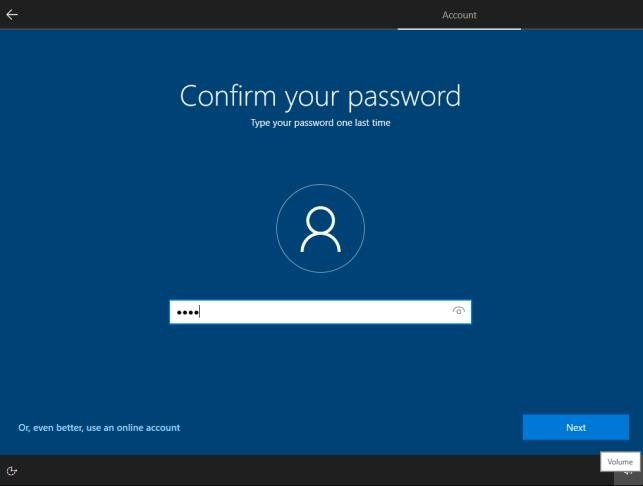 Account
Confirm your password
Type your password one last time
••••
Or, even better, use an online account
Next
Volume